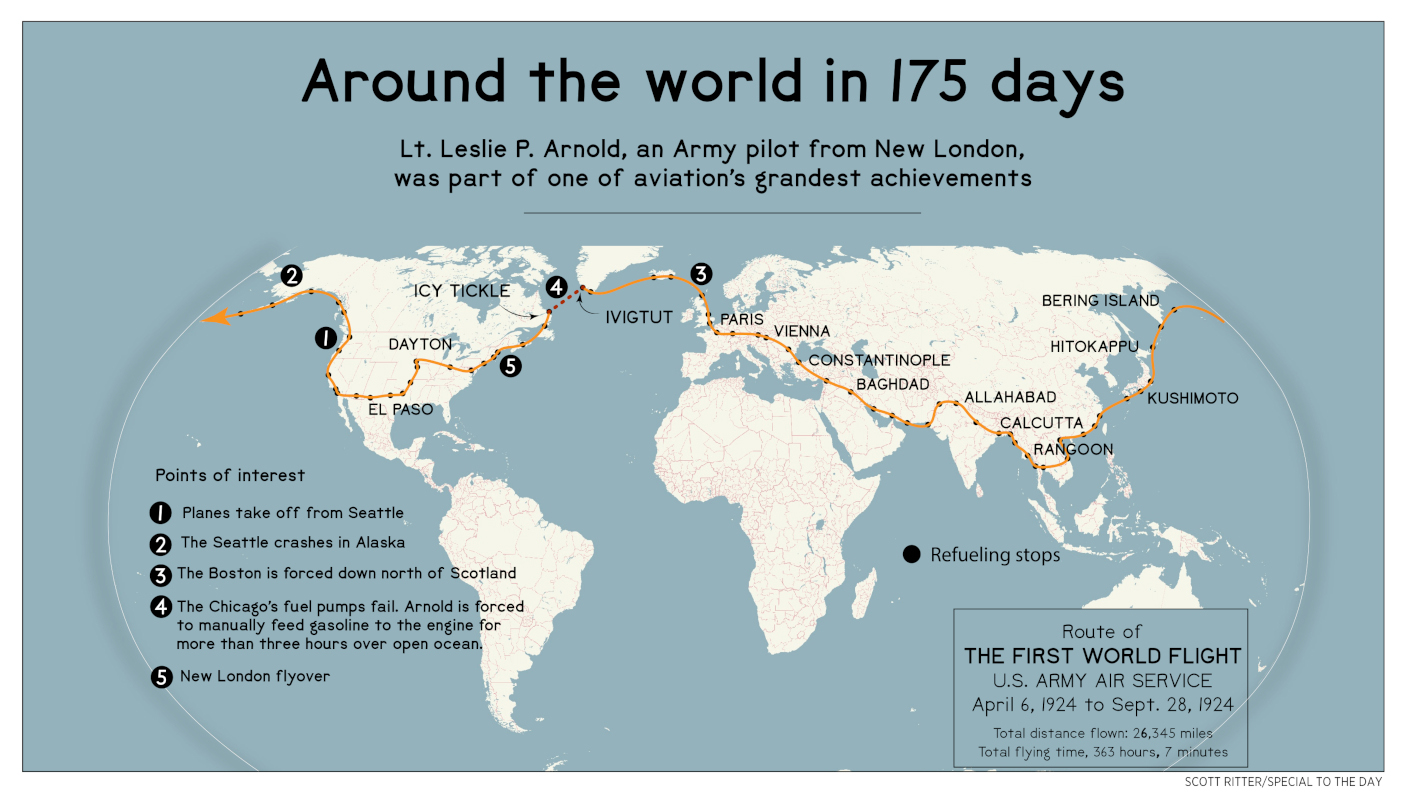 Around the world in 175 days
Lt. Leslie P. Arnold, an Army pilot from New London,
was part of one of aviation's grandest achievements
2
3
ICY TICKLE
4
BERING ISLAND
IVIGTUT
PARIS
VIENNA
1
DAYTON
HITOKAPPU
5
CONSTANTINOPLE
BAGHDAD
ALLAHABAD
KUSHIMOTO
EL PASO
CALCUTTA
RANGOON
Points of interest
1 Planes take off from Seattle
2 The Seattle crashes in Alaska
3 The Boston is forced down north of Scotland
4 The Chicago's fuel pumps fail. Arnold is forced
to manually feed gasoline to the engine for
more than three hours over open ocean.
5 New London flyover
Refueling stops
Route of
THE FIRST WORLD FLIGHT
U.S. ARMY AIR SERVICE
April 6, 1924 to Sept. 28, 1924
Total distance flown: 26,345 miles
Total flying time, 363 hours, 7 minutes
SCOTT RITTER/SPECIAL TO THE DAY